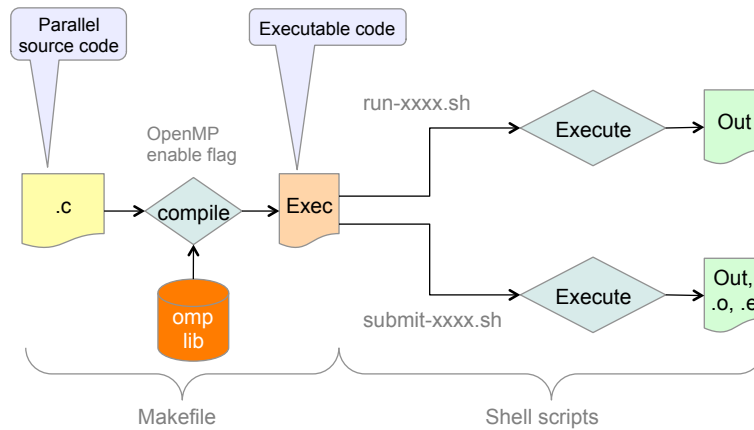 Parallel
source code
Executable code
run-xxxx.sh
OpenMP
enable flag
Execute
Out
.c
compile
Exec
omp
lib
submit-xxxx.sh
Execute
Out,
.o, .e
Makefile
Shell scripts